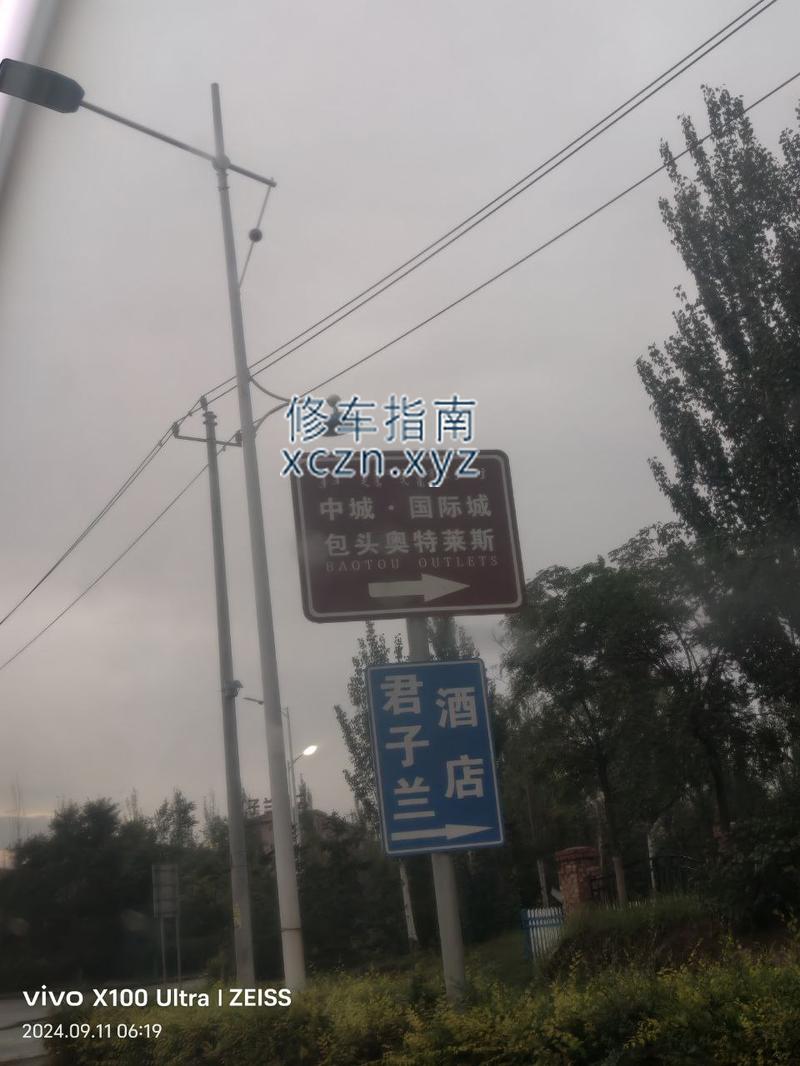 修车指南
xczn.xyz
中城·国际城
包头奥特莱斯
BAOTOU OUTLETS
君子兰
酒店
vivo X100 Ultra | ZEISS
2024.09.11 06:19